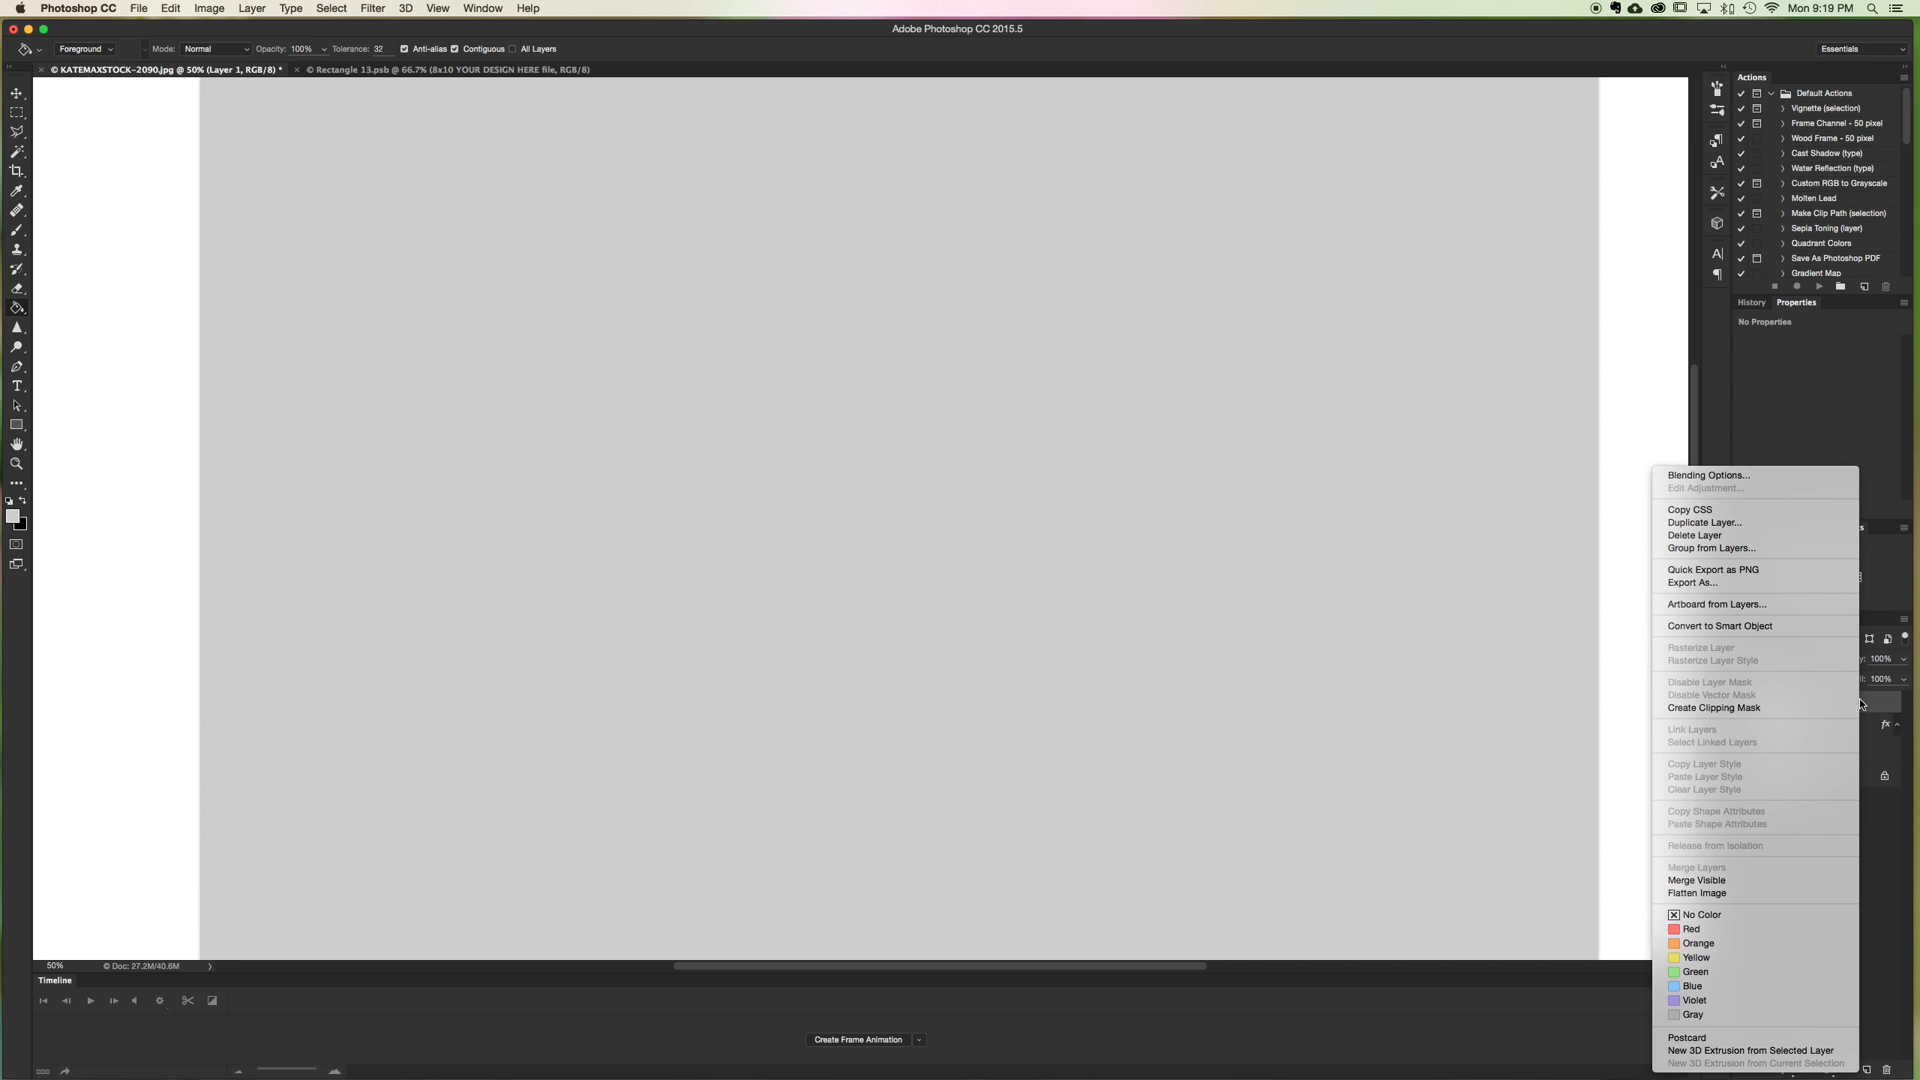 Photoshop CC File Edit Image Layer Type Select Filter 3D View Window Help Mon 9:19 PM
Adobe Photoshop CC 2015.5
Foreground Mode: Normal Opacity: 100% Tolerance: 32 Anti-alias Contiguous All Layers Essentials
© KATEMAXSTOCK-2090.jpg @ 50% (Layer 1, RGB/8) * © Rectangle 13.psb @ 66.7% (8x10 YOUR DESIGN HERE file, RGB/8)
Actions
Default Actions
Vignette (selection)
Frame Channel - 50 pixel
Wood Frame - 50 pixel
Cast Shadow (type)
Water Reflection (type)
Custom RGB to Grayscale
Molten Lead
Make Clip Path (selection)
Sepia Toning (layer)
Quadrant Colors
Save As Photoshop PDF
Gradient Map
History Properties
No Properties
Blending Options...
Edit Adjustment...
Copy CSS
Duplicate Layer...
Delete Layer
Group from Layers...
Quick Export as PNG
Export As...
Artboard from Layers...
Convert to Smart Object
Rasterize Layer
Rasterize Layer Style
Disable Layer Mask
Disable Vector Mask
Create Clipping Mask
Link Layers
Select Linked Layers
Copy Layer Style
Paste Layer Style
Clear Layer Style
Copy Shape Attributes
Paste Shape Attributes
Release from Isolation
Merge Layers
Merge Visible
Flatten Image
No Color
Red
Orange
Yellow
Green
Blue
Violet
Gray
Postcard
New 3D Extrusion from Selected Layer
New 3D Extrusion from Current Selection
100%
100%
fx
50% © Doc: 27.2M/40.6M
Timeline
Create Frame Animation